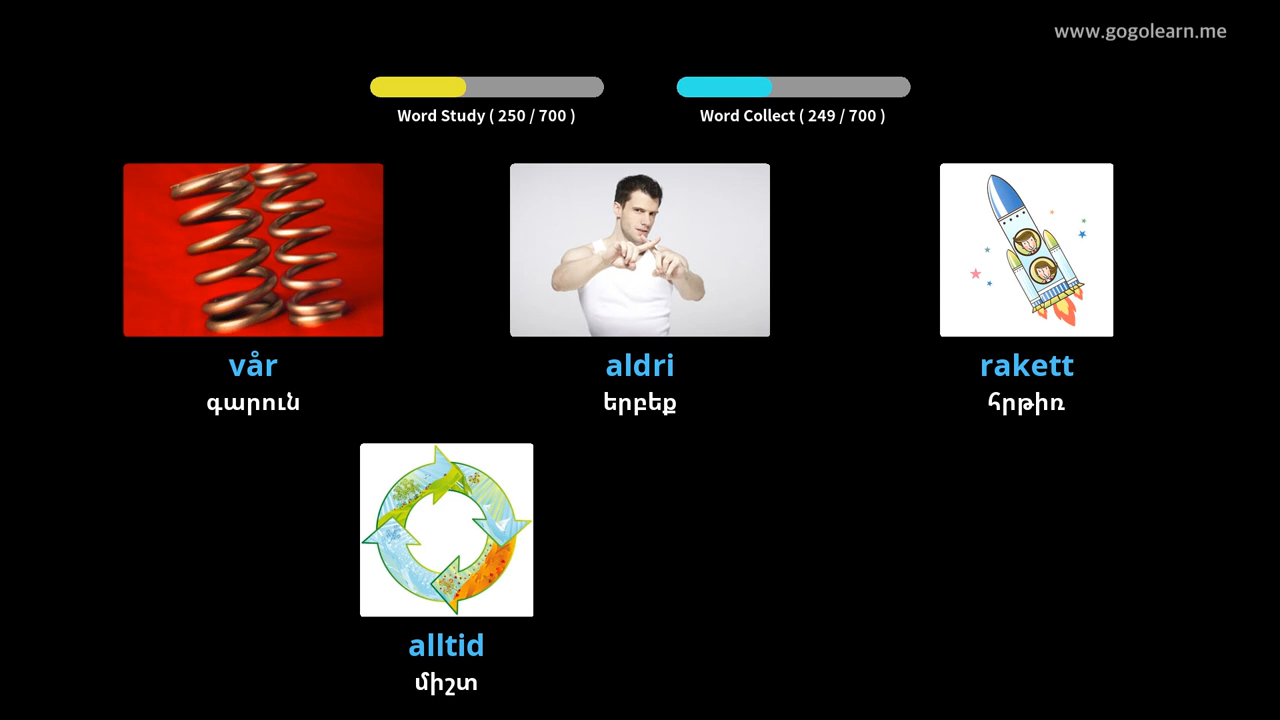 www.gogolearn.me
Word Study ( 250 / 700 )
Word Collect ( 249 / 700 )
vår
aldri
rakett
գարուն
երբեք
հրթիռ
alltid
միշտ